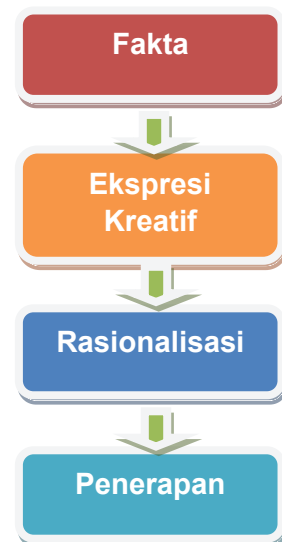 Fakta
Ekspresi
Kreatif
Rasionalisasi
Penerapan